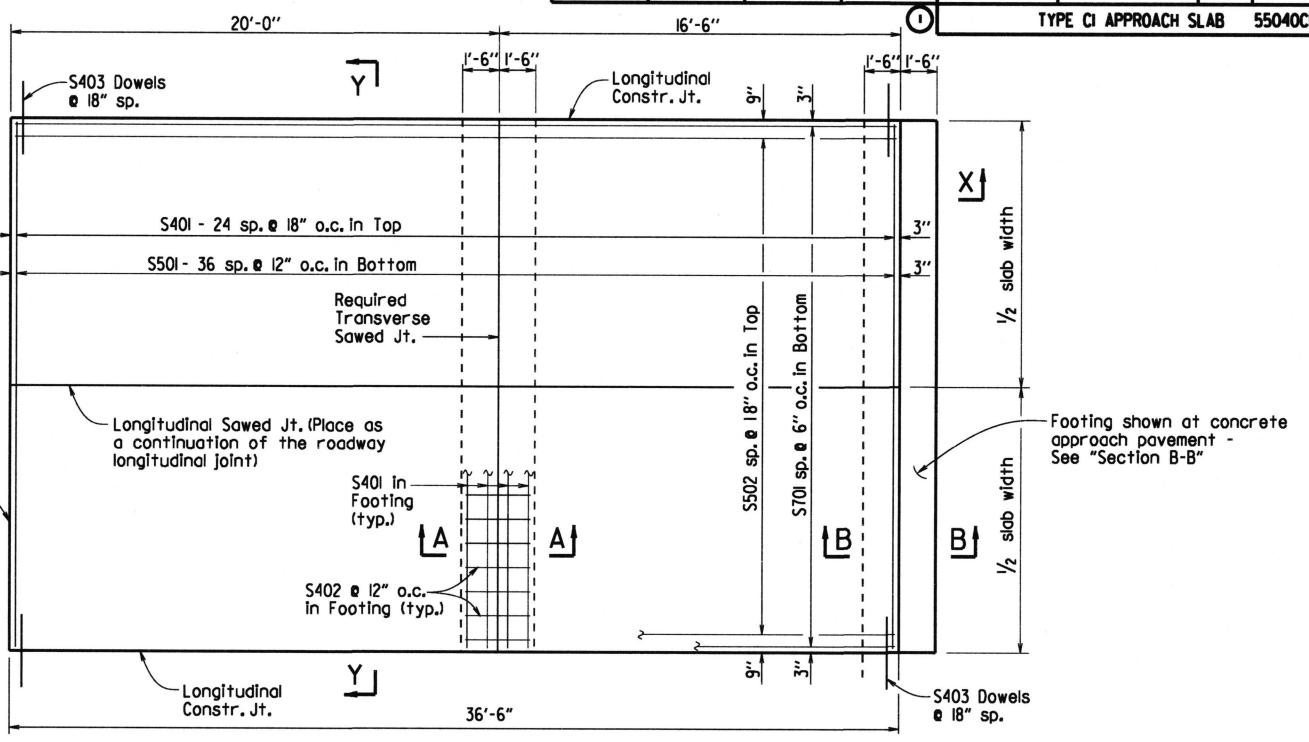 TYPE CI APPROACH SLAB 55040C
1
20'-0"
16'-6"
1'-6" 1'-6"
1'-6" 1'-6"
S403 Dowels
@ 18" sp.
Y
Longitudinal
Constr. Jt.
9"
3"
X
S401 - 24 sp. @ 18" o.c. in Top
3"
S501 - 36 sp. @ 12" o.c. in Bottom
3"
Required
Transverse
Sawed Jt.
1/2 slab width
S502 sp. @ 18" o.c. in Top
S701 sp. @ 6" o.c. in Bottom
Longitudinal Sawed Jt. (Place as
a continuation of the roadway
longitudinal joint)
Footing shown at concrete
approach pavement -
See "Section B-B"
S401 in
Footing
(typ.)
A A
B B
1/2 slab width
S402 @ 12" o.c.
in Footing (typ.)
Y
9"
3"
Longitudinal
Constr. Jt.
S403 Dowels
@ 18" sp.
36'-6"